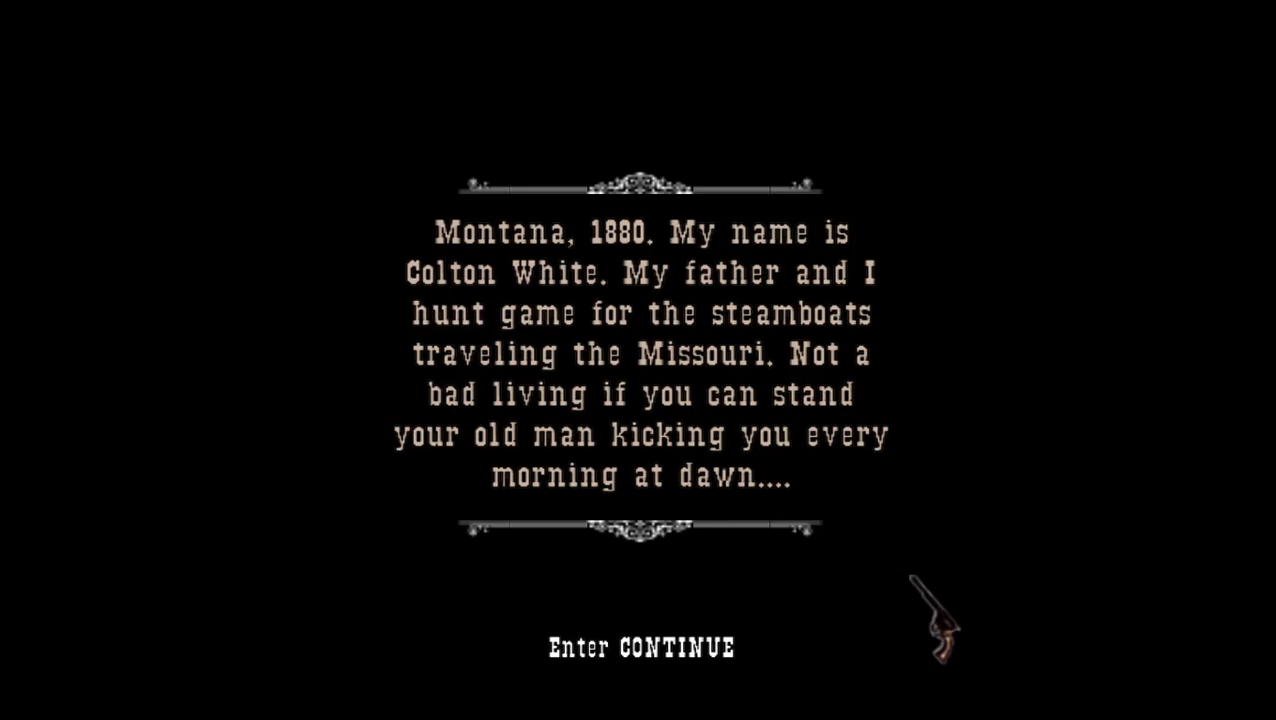 Montana, 1880. My name is
Colton White. My father and I
hunt game for the steamboats
traveling the Missouri. Not a
bad living if you can stand
your old man kicking you every
morning at dawn....
Enter CONTINUE